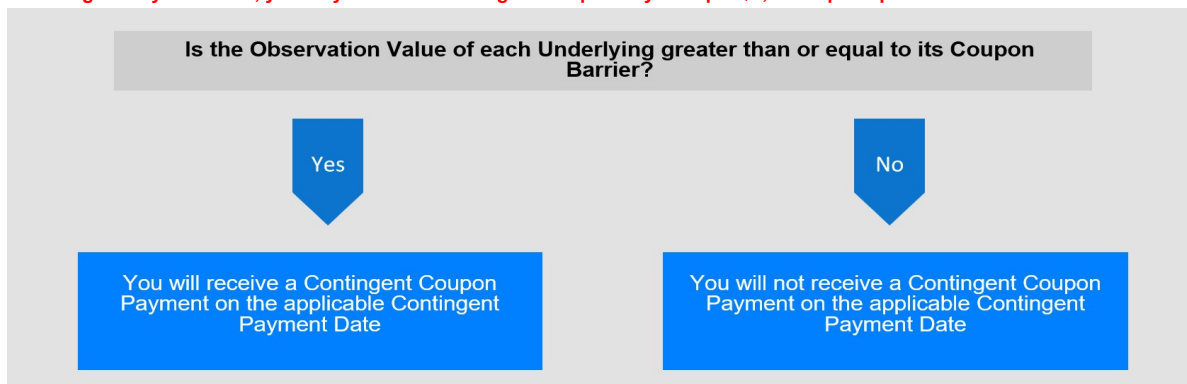 Is the Observation Value of each Underlying greater than or equal to its Coupon
Barrier?
Yes
No
You will receive a Contingent Coupon
Payment on the applicable Contingent
Payment Date
You will not receive a Contingent Coupon
Payment on the applicable Contingent
Payment Date